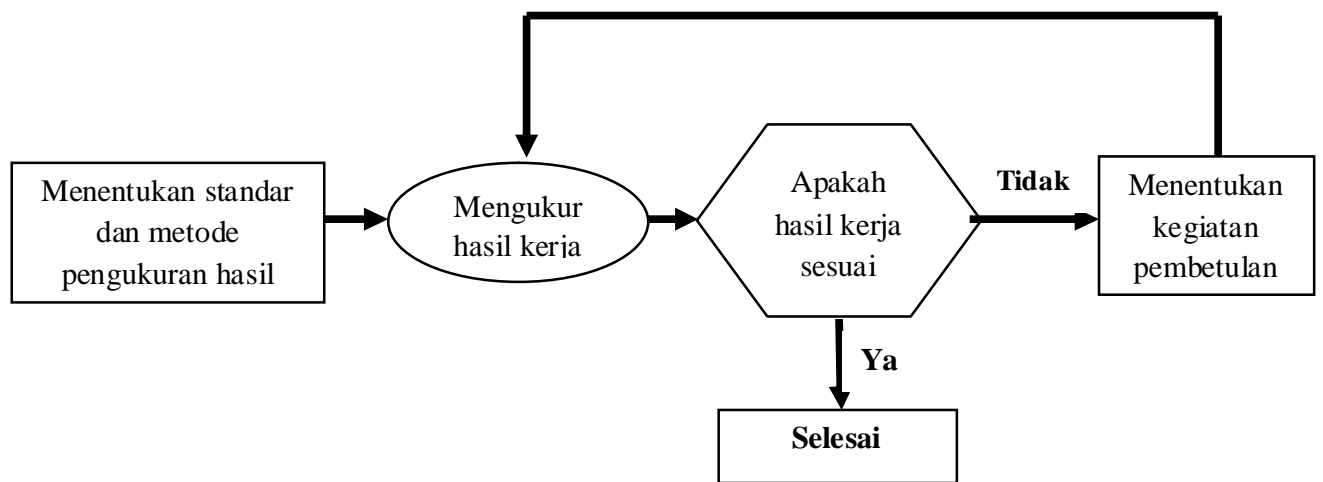 Menentukan standar
dan metode
pengukuran hasil
Mengukur
hasil kerja
Apakah
hasil kerja
sesuai
Tidak
Menentukan
kegiatan
pembetulan
Ya
Selesai